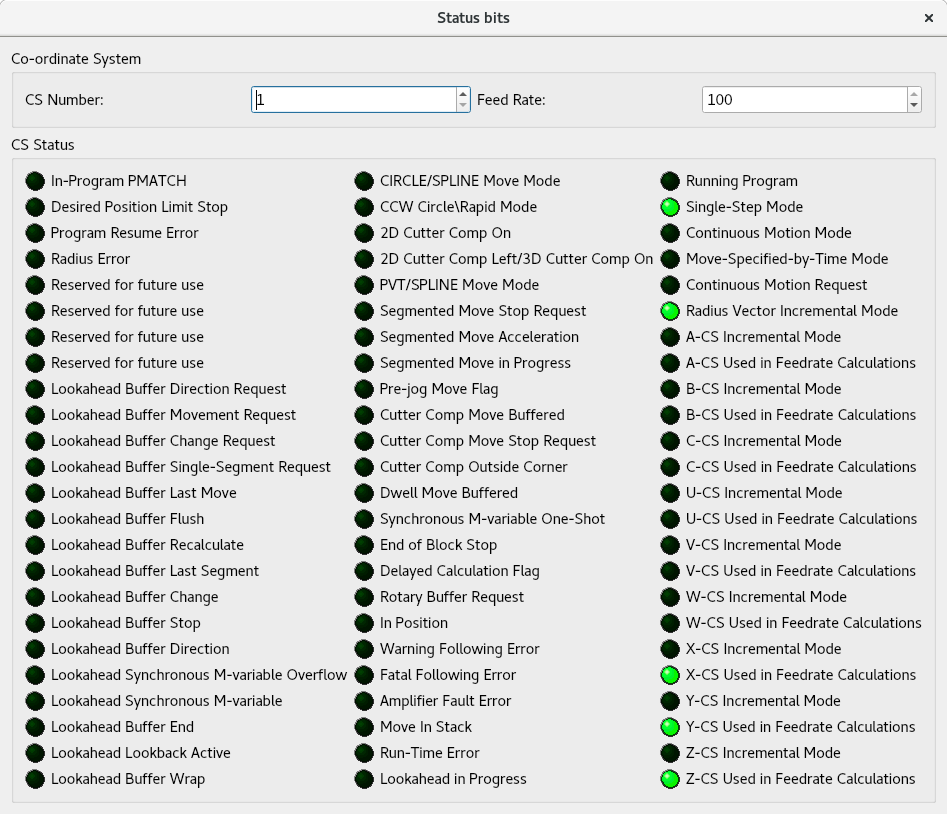 Status bits
Co-ordinate System
CS Number: 1 Feed Rate: 100
CS Status
In-Program PMATCH
Desired Position Limit Stop
Program Resume Error
Radius Error
Reserved for future use
Reserved for future use
Reserved for future use
Reserved for future use
Lookahead Buffer Direction Request
Lookahead Buffer Movement Request
Lookahead Buffer Change Request
Lookahead Buffer Single-Segment Request
Lookahead Buffer Last Move
Lookahead Buffer Flush
Lookahead Buffer Recalculate
Lookahead Buffer Last Segment
Lookahead Buffer Change
Lookahead Buffer Stop
Lookahead Buffer Direction
Lookahead Synchronous M-variable Overflow
Lookahead Synchronous M-variable
Lookahead Buffer End
Lookahead Lookback Active
Lookahead Buffer Wrap
CIRCLE/SPLINE Move Mode
CCW Circle\Rapid Mode
2D Cutter Comp On
2D Cutter Comp Left/3D Cutter Comp On
PVT/SPLINE Move Mode
Segmented Move Stop Request
Segmented Move Acceleration
Segmented Move in Progress
Pre-jog Move Flag
Cutter Comp Move Buffered
Cutter Comp Move Stop Request
Cutter Comp Outside Corner
Dwell Move Buffered
Synchronous M-variable One-Shot
End of Block Stop
Delayed Calculation Flag
Rotary Buffer Request
In Position
Warning Following Error
Fatal Following Error
Amplifier Fault Error
Move In Stack
Run-Time Error
Lookahead in Progress
Running Program
Single-Step Mode
Continuous Motion Mode
Move-Specified-by-Time Mode
Continuous Motion Request
Radius Vector Incremental Mode
A-CS Incremental Mode
A-CS Used in Feedrate Calculations
B-CS Incremental Mode
B-CS Used in Feedrate Calculations
C-CS Incremental Mode
C-CS Used in Feedrate Calculations
U-CS Incremental Mode
U-CS Used in Feedrate Calculations
V-CS Incremental Mode
V-CS Used in Feedrate Calculations
W-CS Incremental Mode
W-CS Used in Feedrate Calculations
X-CS Incremental Mode
X-CS Used in Feedrate Calculations
Y-CS Incremental Mode
Y-CS Used in Feedrate Calculations
Z-CS Incremental Mode
Z-CS Used in Feedrate Calculations